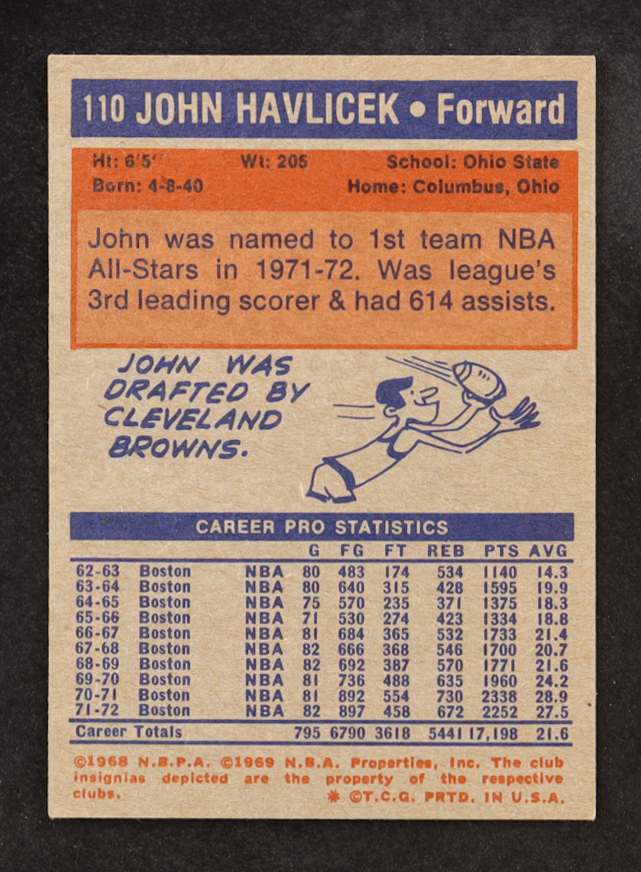 110 JOHN HAVLICEK • Forward
Ht: 6'5" Wt: 205 School: Ohio State
Born: 4-8-40 Home: Columbus, Ohio
John was named to 1st team NBA
All-Stars in 1971-72. Was league's
3rd leading scorer & had 614 assists.
JOHN WAS
DRAFTED BY
CLEVELAND
BROWNS.
CAREER PRO STATISTICS
G FG FT REB PTS AVG
62-63 Boston NBA 80 483 174 534 1140 14.3
63-64 Boston NBA 80 640 315 428 1595 19.9
64-65 Boston NBA 75 570 235 371 1375 18.3
65-66 Boston NBA 71 530 274 423 1334 18.8
66-67 Boston NBA 81 684 365 532 1733 21.4
67-68 Boston NBA 82 666 368 546 1700 20.7
68-69 Boston NBA 82 692 387 570 1771 21.6
69-70 Boston NBA 81 736 488 635 1960 24.2
70-71 Boston NBA 81 892 554 730 2338 28.9
71-72 Boston NBA 82 897 458 672 2252 27.5
Career Totals 795 6790 3618 5441 17,198 21.6
©1968 N.B.P.A. ©1969 N.B.A. Properties, Inc. The club
insignias depicted are the property of the respective
clubs. * ©T.C.G. PRTD. IN U.S.A.